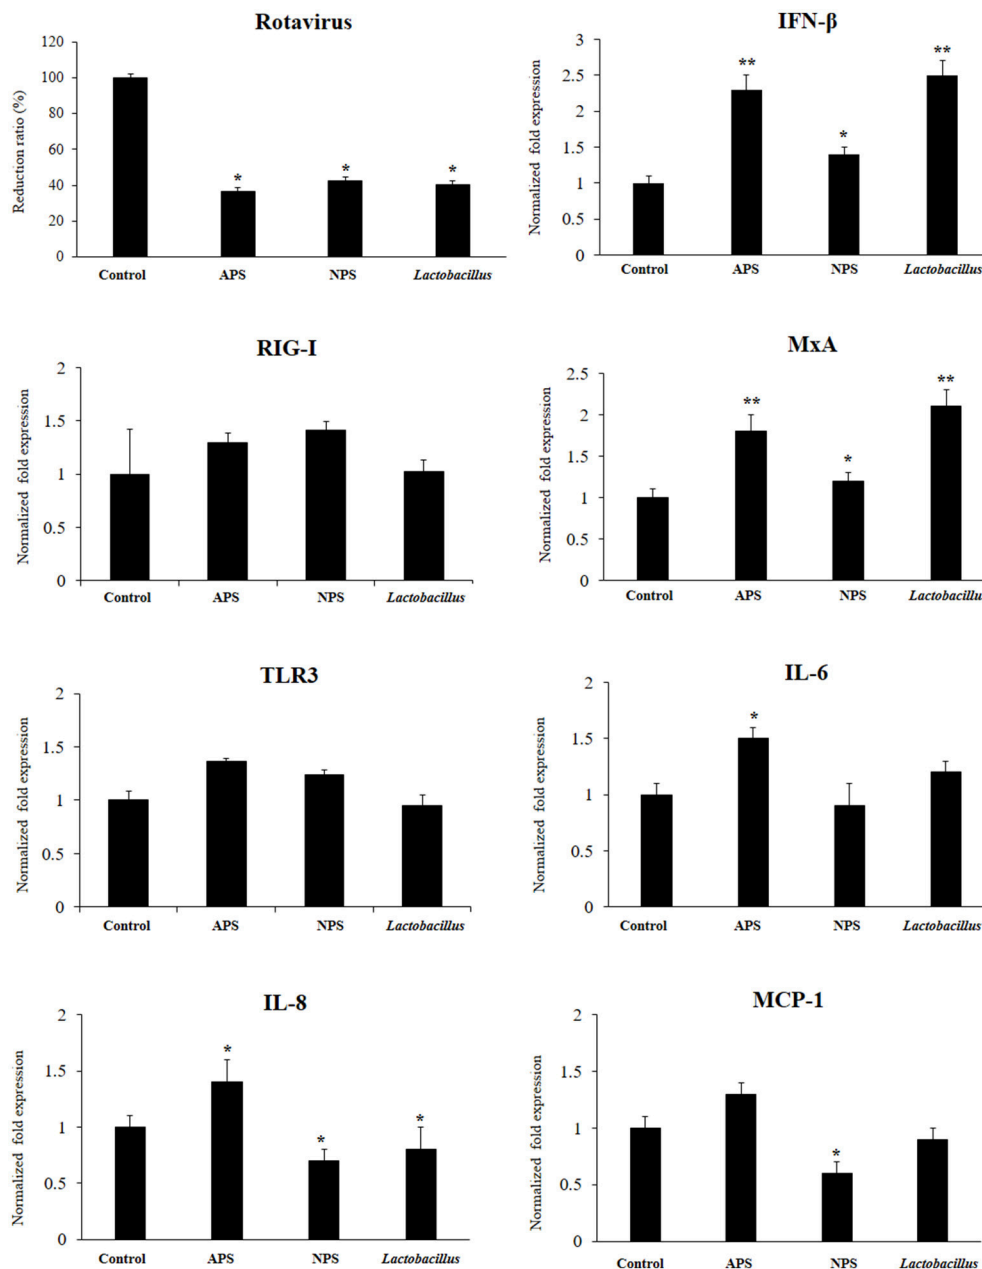 Rotavirus
Reduction ratio (%)
120
100
80
60
40
20
0
*
*
*
Control APS NPS Lactobacillus
IFN-β
Normalized fold expression
3
2.5
2
1.5
1
0.5
0
**
*
**
Control APS NPS Lactobacillus
RIG-I
Normalized fold expression
2
1.5
1
0.5
0
Control APS NPS Lactobacillus
MxA
Normalized fold expression
2.5
2
1.5
1
0.5
0
**
*
**
Control APS NPS Lactobacillus
TLR3
Normalized fold expression
2
1.5
1
0.5
0
Control APS NPS Lactobacillus
IL-6
Normalized fold expression
2
1.5
1
0.5
0
*
Control APS NPS Lactobacillus
IL-8
Normalized fold expression
2
1.5
1
0.5
0
*
*
*
Control APS NPS Lactobacillus
MCP-1
Normalized fold expression
2
1.5
1
0.5
0
*
Control APS NPS Lactobacillus